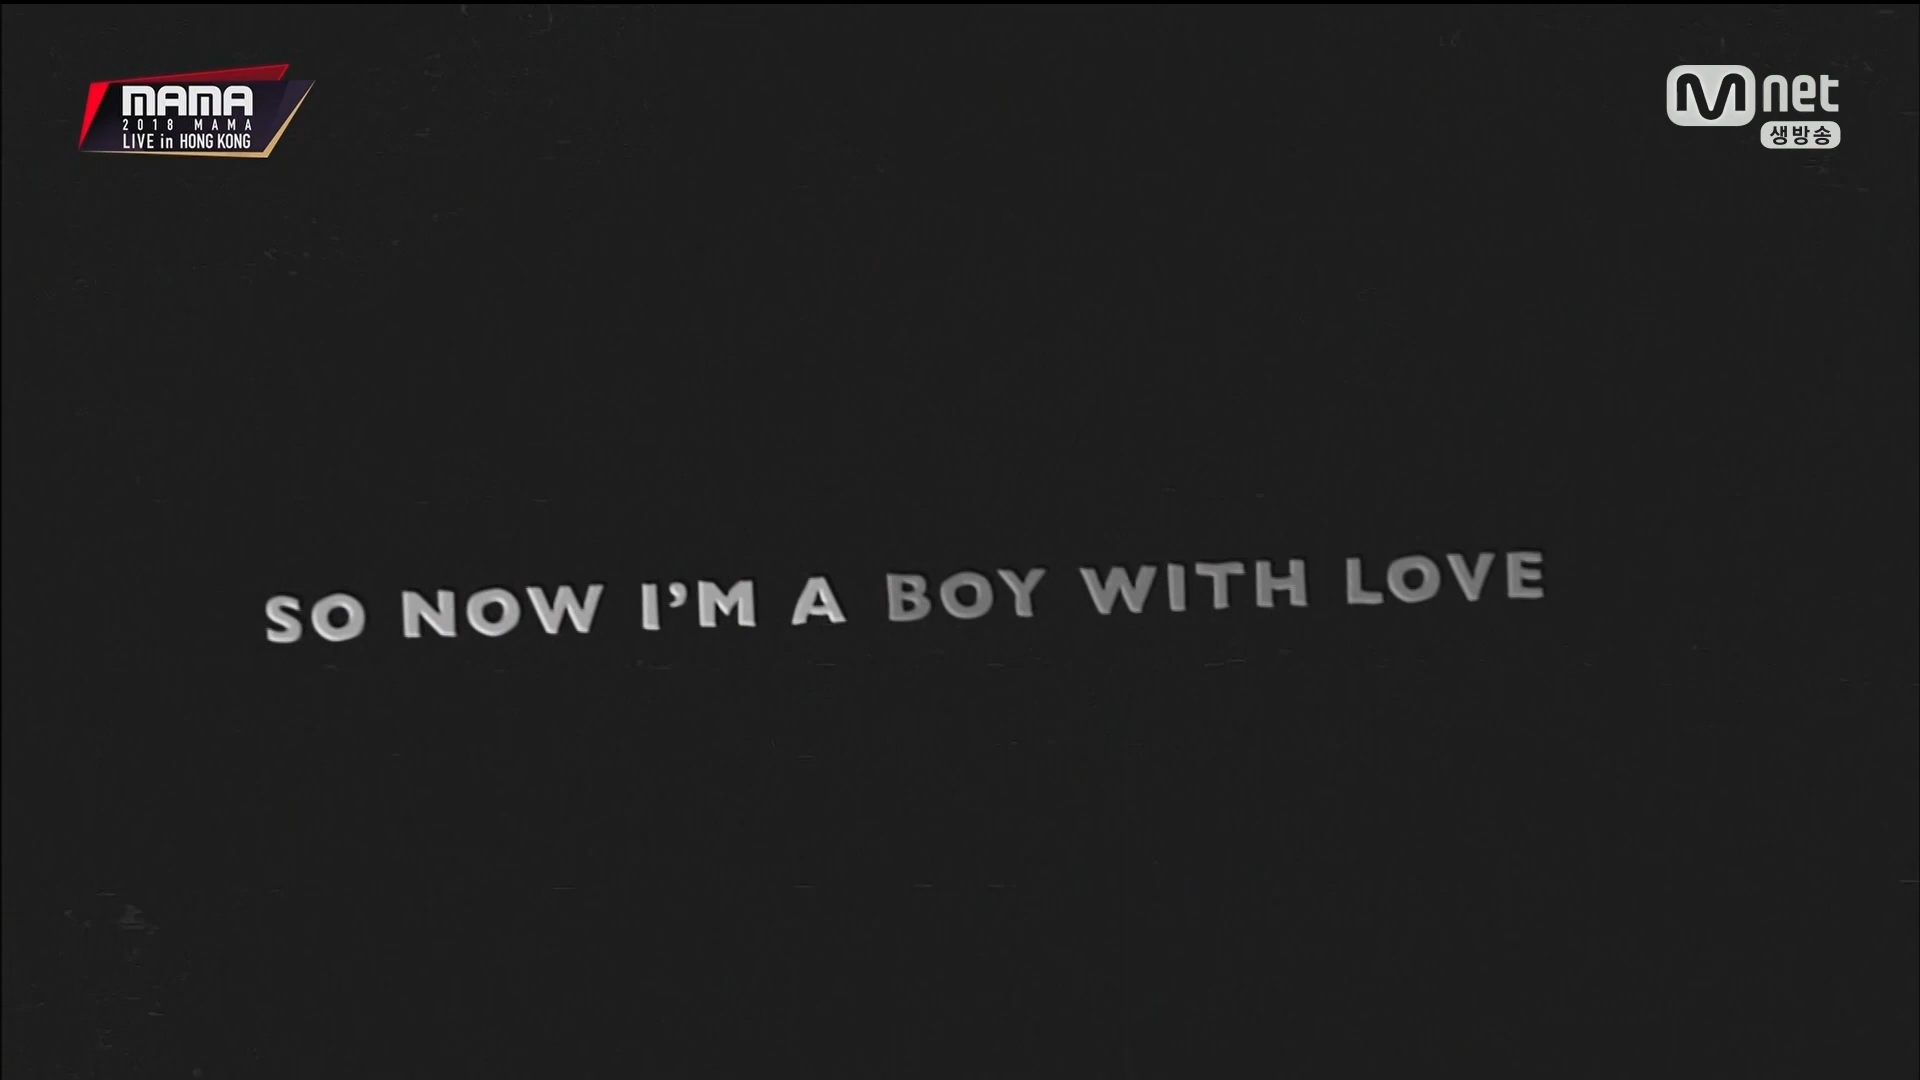 MAMA
2018 MAMA
LIVE in HONG KONG
Mnet
생방송
SO NOW I'M A BOY WITH LOVE